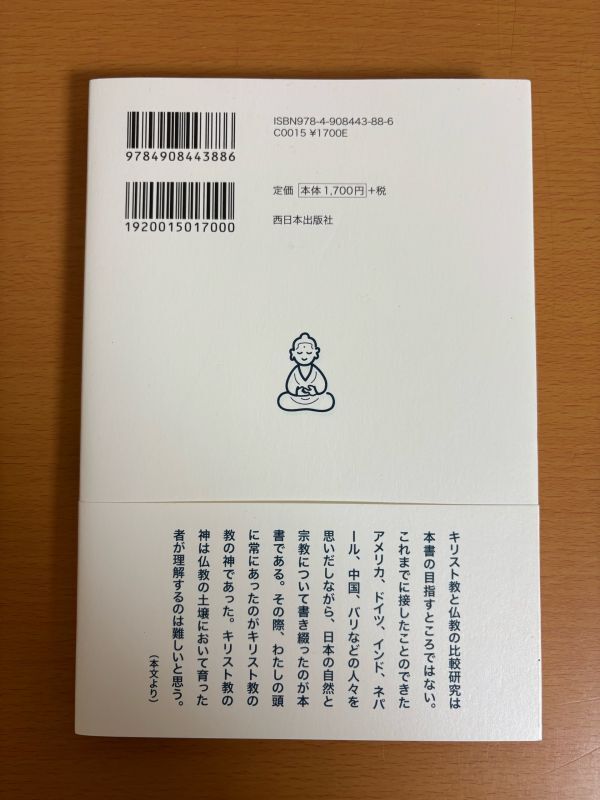 9784908443886
ISBN978-4-908443-88-6
C0015 ¥1700E
1920015017000
定価 本体 1,700円 +税
西日本出版社
キリスト教と仏教の比較研究は
本書の目指すところではない。
これまでに接したことのできた
アメリカ、ドイツ、インド、ネパ
ール、中国、バリなどの人々を
思いだしながら、日本の自然と
宗教について書き綴ったのが本
書である。その際、わたしの頭
に常にあったのがキリスト教の
教の神であった。キリスト教の
神は仏教の土壌において育った
者が理解するのは難しいと思う。
(本文より)